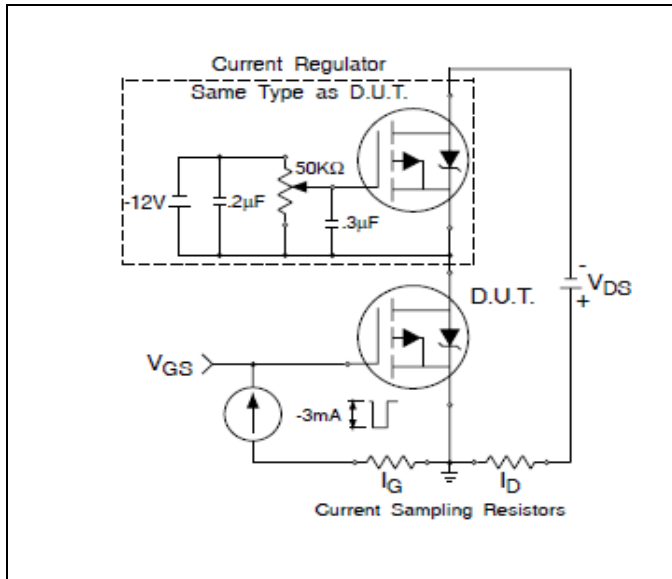 Current Regulator
Same Type as D.U.T.
50KΩ
-12V
.2μF
.3μF
D.U.T.
-
VDS
+
VGS
-3mA
IG
ID
Current Sampling Resistors